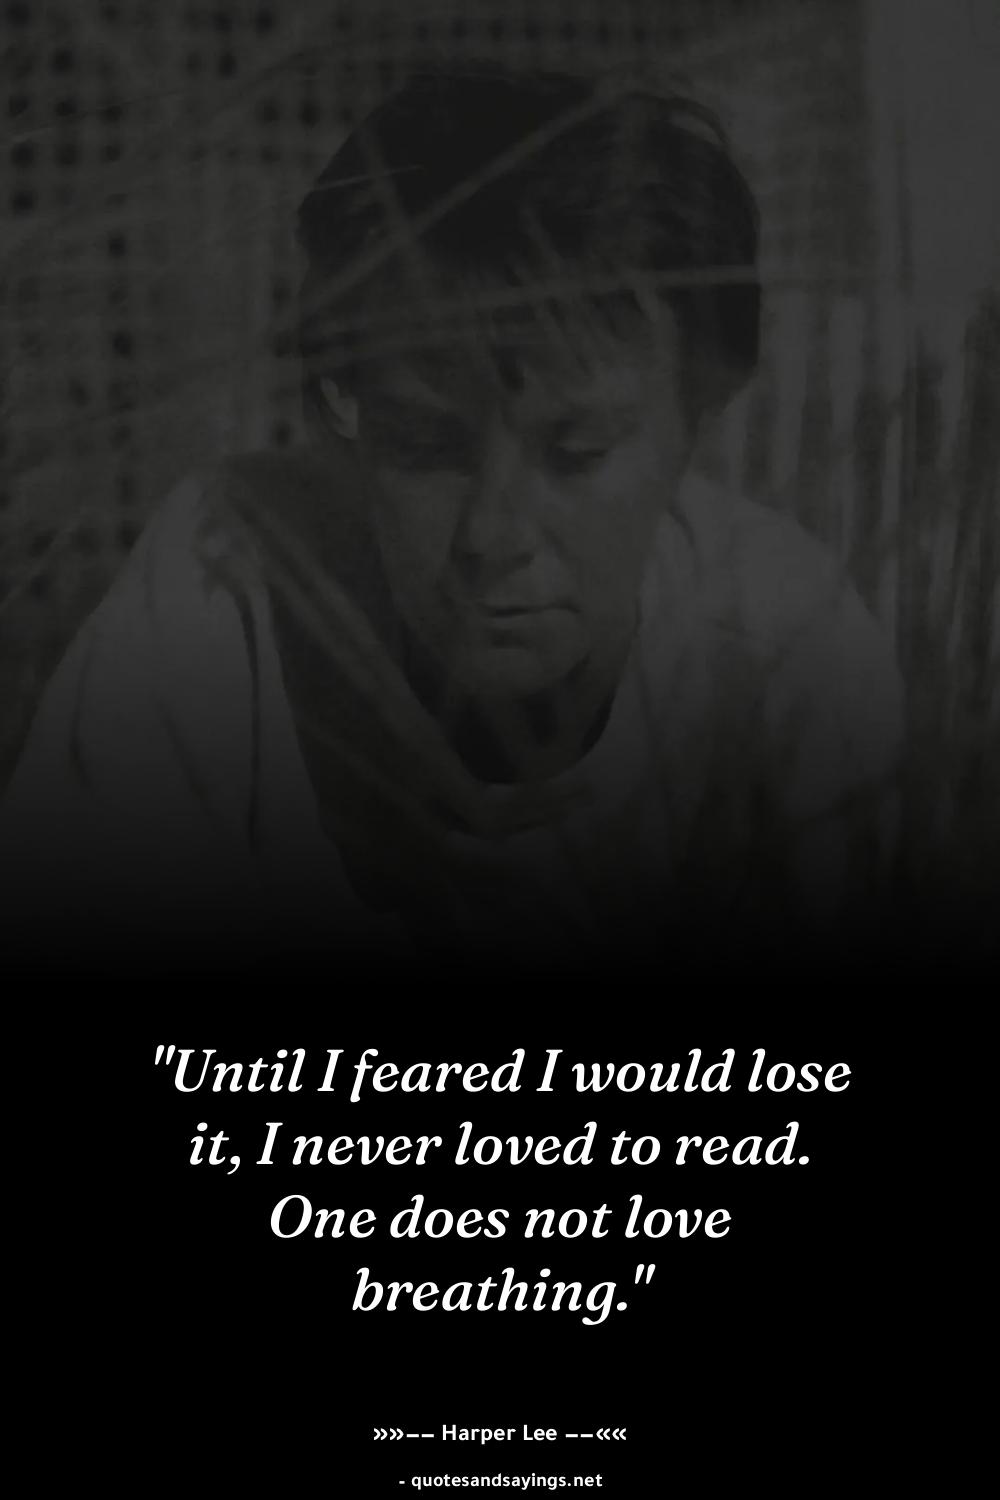 "Until I feared I would lose
it, I never loved to read.
One does not love
breathing."
»»–– Harper Lee ––««
- quotesandsayings.net